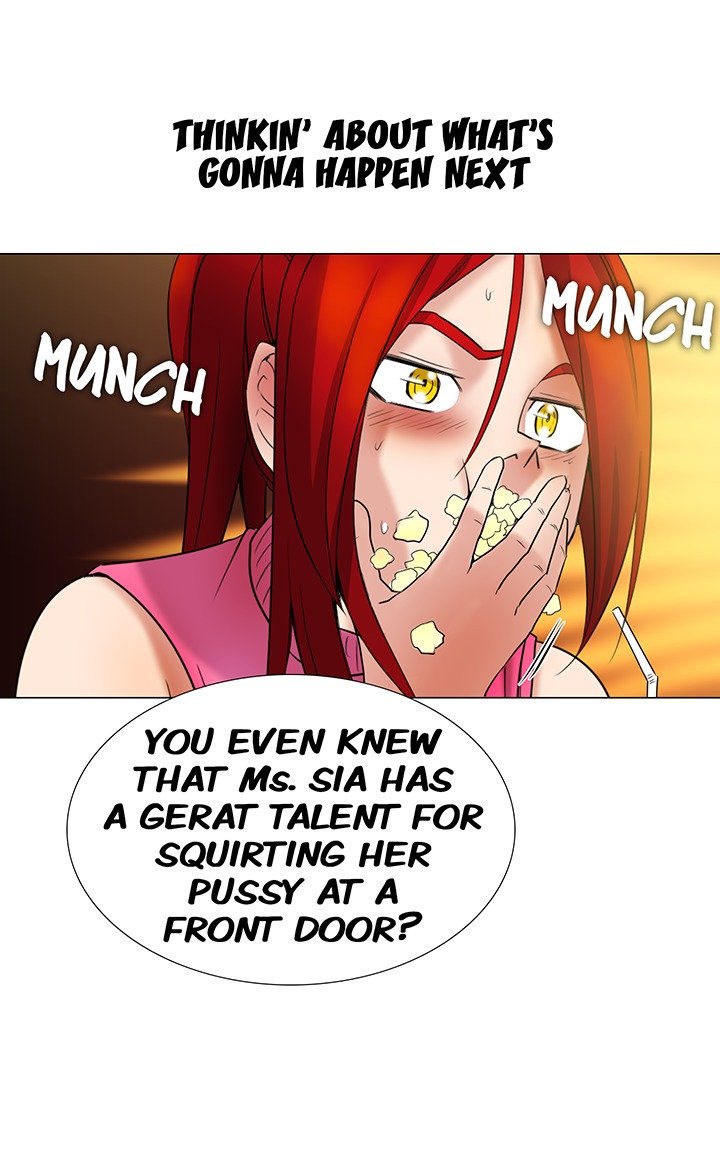 THINKIN' ABOUT WHAT'S
GONNA HAPPEN NEXT
MUNCH
MUNCH
YOU EVEN KNEW
THAT Ms. SIA HAS
A GERAT TALENT FOR
SQUIRTING HER
PUSSY AT A
FRONT DOOR?